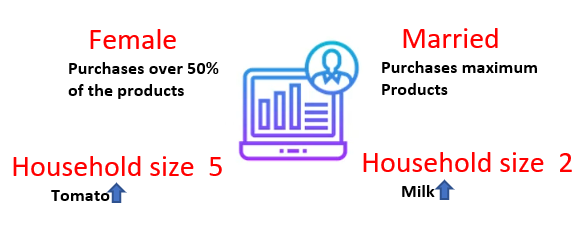 Female
Purchases over 50%
of the products
Married
Purchases maximum
Products
Household size 5
Tomato
Household size 2
Milk